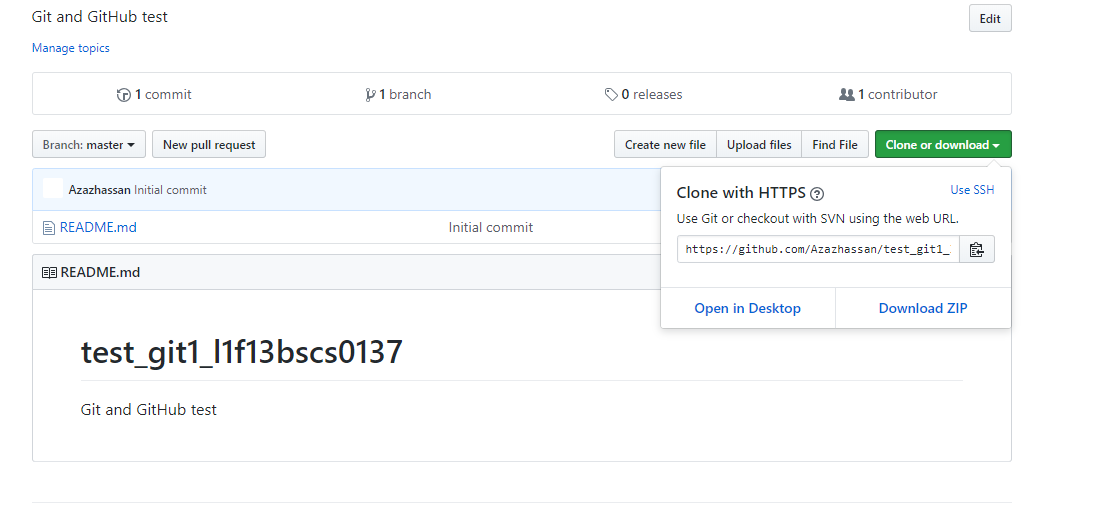 Git and GitHub test
Edit
Manage topics
1 commit
1 branch
0 releases
1 contributor
Branch: master
New pull request
Create new file
Upload files
Find File
Clone or download
Azazhassan Initial commit
README.md
Initial commit
Clone with HTTPS
Use SSH
Use Git or checkout with SVN using the web URL.
https://github.com/Azazhassan/test_git1_
Open in Desktop
Download ZIP
README.md
test_git1_l1f13bscs0137
Git and GitHub test